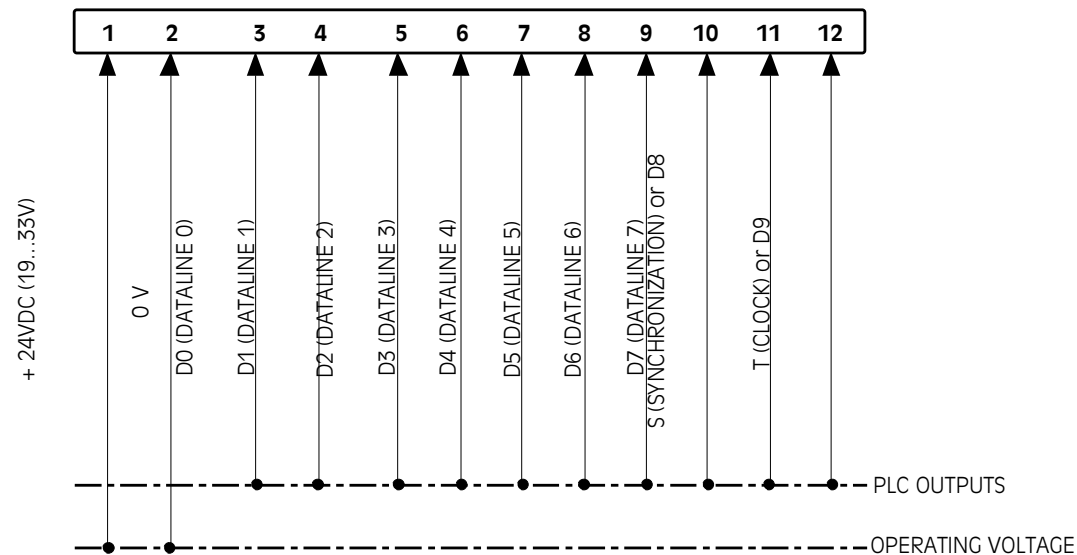 1 2 3 4 5 6 7 8 9 10 11 12
+ 24VDC (19...33V)
0 V
D0 (DATALINE 0)
D1 (DATALINE 1)
D2 (DATALINE 2)
D3 (DATALINE 3)
D4 (DATALINE 4)
D5 (DATALINE 5)
D6 (DATALINE 6)
D7 (DATALINE 7)
S (SYNCHRONIZATION) or D8
T (CLOCK) or D9
PLC OUTPUTS
OPERATING VOLTAGE